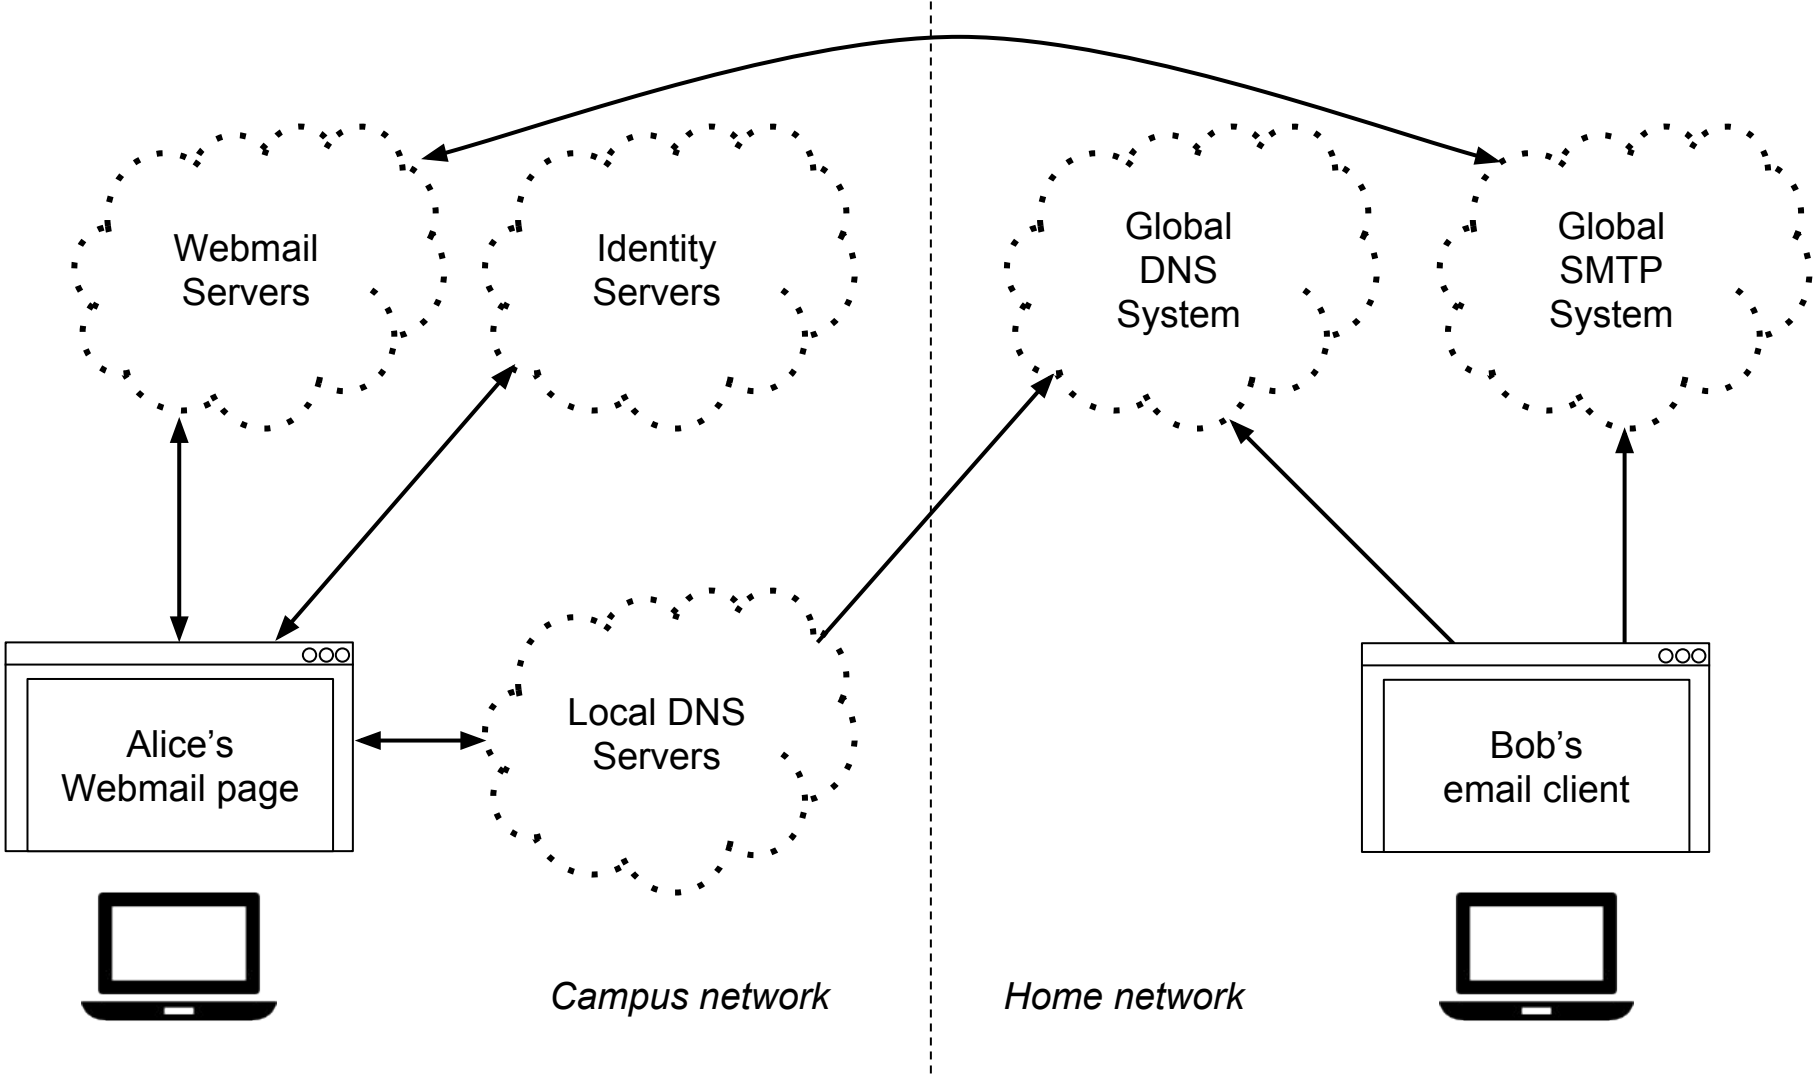 Webmail
Servers
Identity
Servers
Global
DNS
System
Global
SMTP
System
Alice’s
Webmail page
Local DNS
Servers
Bob’s
email client
Campus network
Home network